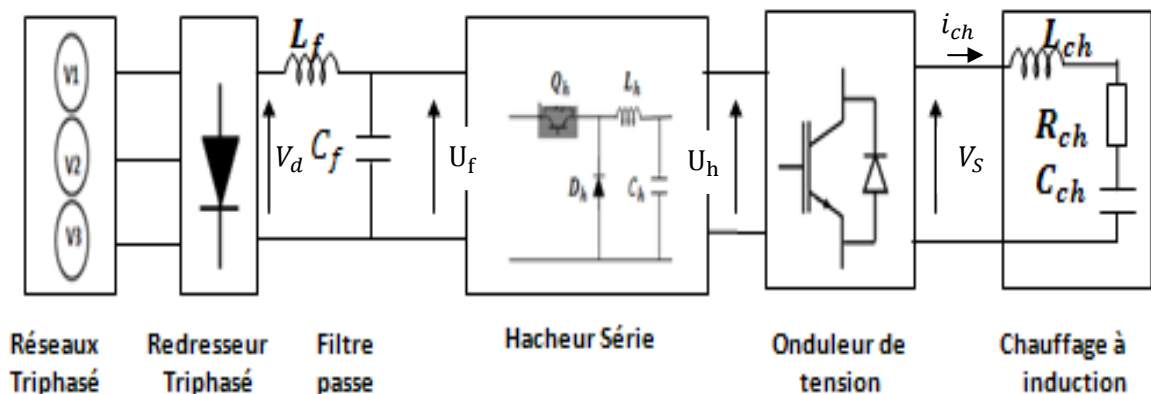 V1
V2
V3
L_f
V_d
C_f
U_f
Q_h
L_h
D_h
C_h
U_h
V_S
i_ch
L_ch
R_ch
C_ch
Réseaux
Triphasé
Redresseur
Triphasé
Filtre
passe
Hacheur Série
Onduleur de
tension
Chauffage à
induction